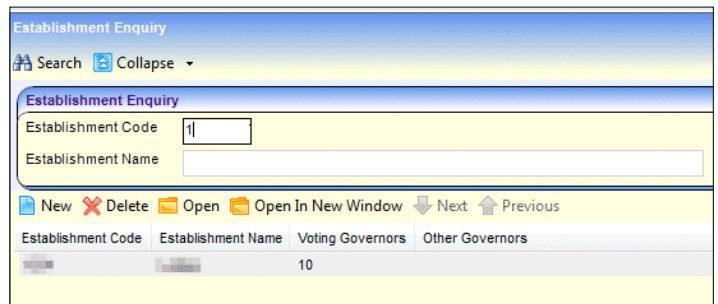 Establishment Enquiry
Search Collapse
Establishment Enquiry
Establishment Code 1
Establishment Name
New Delete Open Open In New Window Next Previous
Establishment Code Establishment Name Voting Governors Other Governors
10